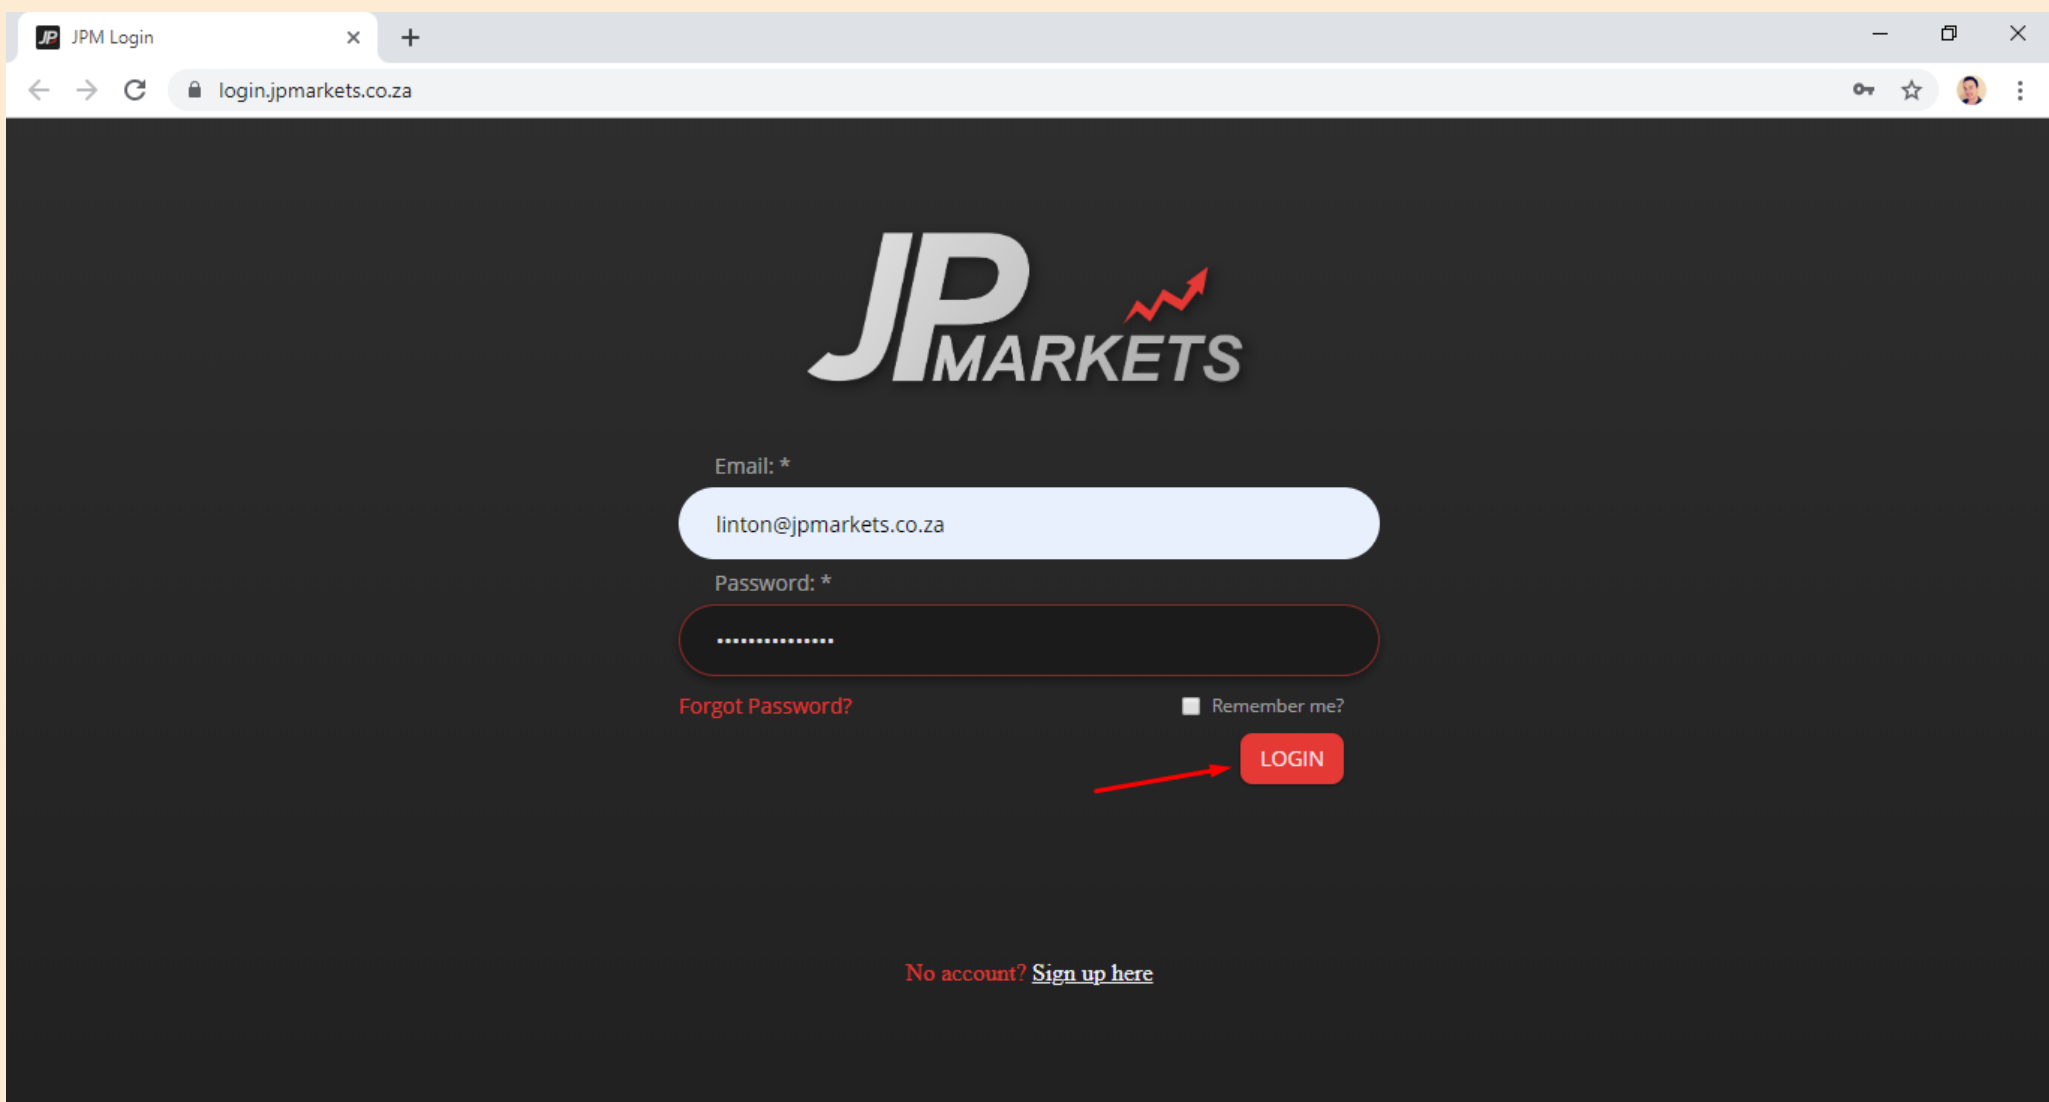 JP JPM Login
login.jpmarkets.co.za
JP
MARKETS
Email: *
linton@jpmarkets.co.za
Password: *
•••••••••••••••
Forgot Password?
Remember me?
LOGIN
No account? Sign up here